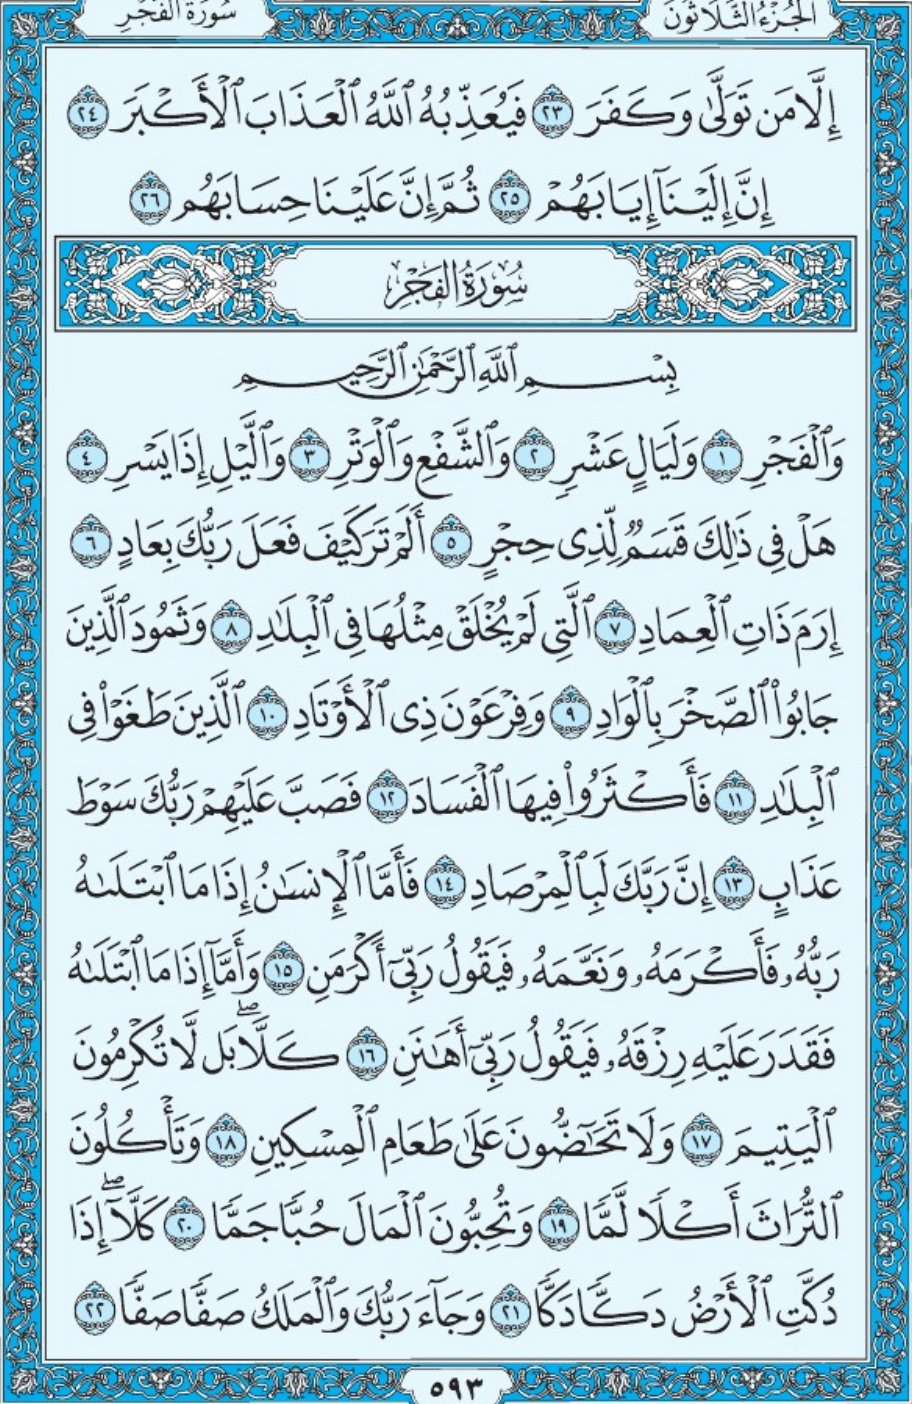 سُورَةُ الْفَجْرِ
الجُزْءُ الثَّلَاثُونَ
إِلَّا مَن تَوَلَّىٰ وَكَفَرَ ٢٣ فَيُعَذِّبُهُ ٱللَّهُ ٱلْعَذَابَ ٱلْأَكْبَرَ ٢٤
إِنَّ إِلَيْنَآ إِيَابَهُمْ ٢٥ ثُمَّ إِنَّ عَلَيْنَا حِسَابَهُم ٢٦
سُورَةُ الفَجْرِ
بِسْمِ ٱللَّهِ ٱلرَّحْمَٰنِ ٱلرَّحِيمِ
وَٱلْفَجْرِ ١ وَلَيَالٍ عَشْرٍ ٢ وَٱلشَّفْعِ وَٱلْوَتْرِ ٣ وَٱلَّيْلِ إِذَا يَسْرِ ٤
هَلْ فِى ذَٰلِكَ قَسَمٌ لِّذِى حِجْرٍ ٥ أَلَمْ تَرَ كَيْفَ فَعَلَ رَبُّكَ بِعَادٍ ٦
إِرَمَ ذَاتِ ٱلْعِمَادِ ٧ ٱلَّتِى لَمْ يُخْلَقْ مِثْلُهَا فِى ٱلْبِلَٰدِ ٨ وَثَمُودَ ٱلَّذِينَ
جَابُوا۟ ٱلصَّخْرَ بِٱلْوَادِ ٩ وَفِرْعَوْنَ ذِى ٱلْأَوْتَادِ ١٠ ٱلَّذِينَ طَغَوْا۟ فِى
ٱلْبِلَٰدِ ١١ فَأَكْثَرُوا۟ فِيهَا ٱلْفَسَادَ ١٢ فَصَبَّ عَلَيْهِمْ رَبُّكَ سَوْطَ
عَذَابٍ ١٣ إِنَّ رَبَّكَ لَبِٱلْمِرْصَادِ ١٤ فَأَمَّا ٱلْإِنسَٰنُ إِذَا مَا ٱبْتَلَىٰهُ
رَبُّهُۥ فَأَكْرَمَهُۥ وَنَعَّمَهُۥ فَيَقُولُ رَبِّىٓ أَكْرَمَنِ ١٥ وَأَمَّآ إِذَا مَا ٱبْتَلَىٰهُ
فَقَدَرَ عَلَيْهِ رِزْقَهُۥ فَيَقُولُ رَبِّىٓ أَهَٰنَنِ ١٦ كَلَّاۖ بَل لَّا تُكْرِمُونَ
ٱلْيَتِيمَ ١٧ وَلَا تَحَٰٓضُّونَ عَلَىٰ طَعَامِ ٱلْمِسْكِينِ ١٨ وَتَأْكُلُونَ
ٱلتُّرَاثَ أَكْلًا لَّمًّا ١٩ وَتُحِبُّونَ ٱلْمَالَ حُبًّا جَمًّا ٢٠ كَلَّآۖ إِذَا
دُكَّتِ ٱلْأَرْضُ دَكًّا دَكًّا ٢١ وَجَآءَ رَبُّكَ وَٱلْمَلَكُ صَفًّا صَفًّا ٢٢
٥٩٣